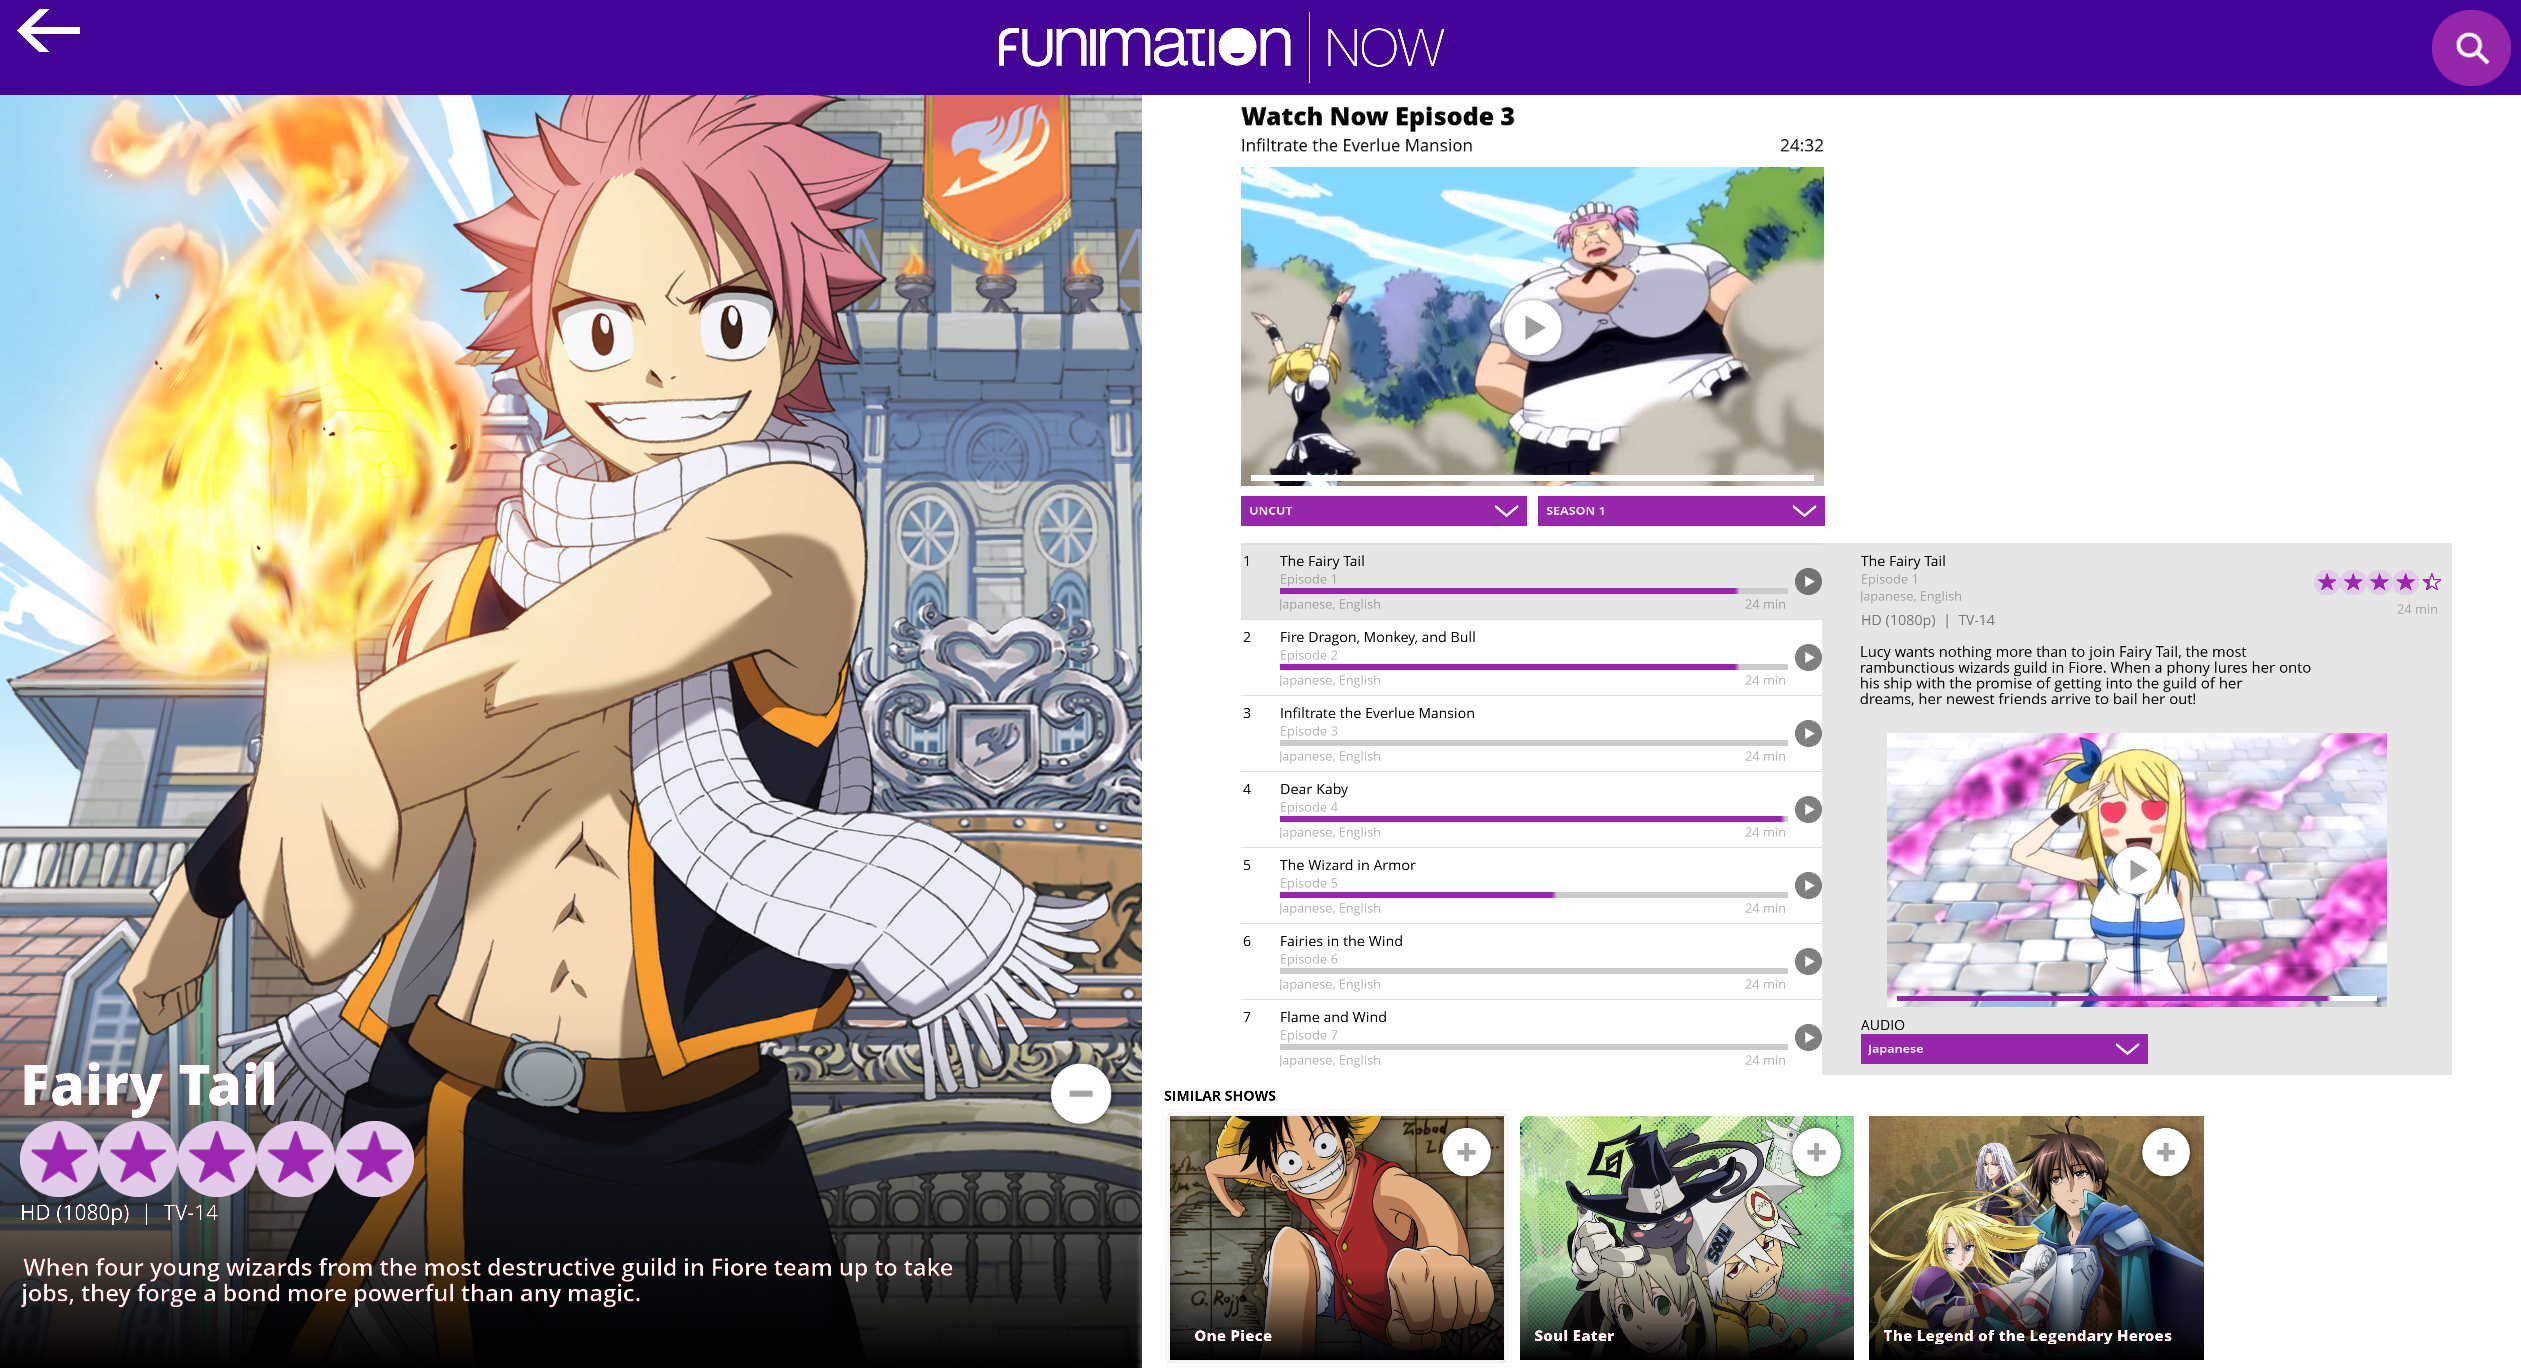 FUNIMATION | NOW
Fairy Tail
HD (1080p) | TV-14
When four young wizards from the most destructive guild in Fiore team up to take
jobs, they forge a bond more powerful than any magic.
Watch Now Episode 3
Infiltrate the Everlue Mansion 24:32
UNCUT SEASON 1
1 The Fairy Tail
Episode 1
Japanese, English 24 min
2 Fire Dragon, Monkey, and Bull
Episode 2
Japanese, English 24 min
3 Infiltrate the Everlue Mansion
Episode 3
Japanese, English 24 min
4 Dear Kaby
Episode 4
Japanese, English 24 min
5 The Wizard in Armor
Episode 5
Japanese, English 24 min
6 Fairies in the Wind
Episode 6
Japanese, English 24 min
7 Flame and Wind
Episode 7
Japanese, English 24 min
The Fairy Tail
Episode 1
Japanese, English
24 min
HD (1080p) | TV-14
Lucy wants nothing more than to join Fairy Tail, the most
rambunctious wizards guild in Fiore. When a phony lures her onto
his ship with the promise of getting into the guild of her
dreams, her newest friends arrive to bail her out!
AUDIO
Japanese
SIMILAR SHOWS
One Piece
SOUL
Soul Eater
The Legend of the Legendary Heroes